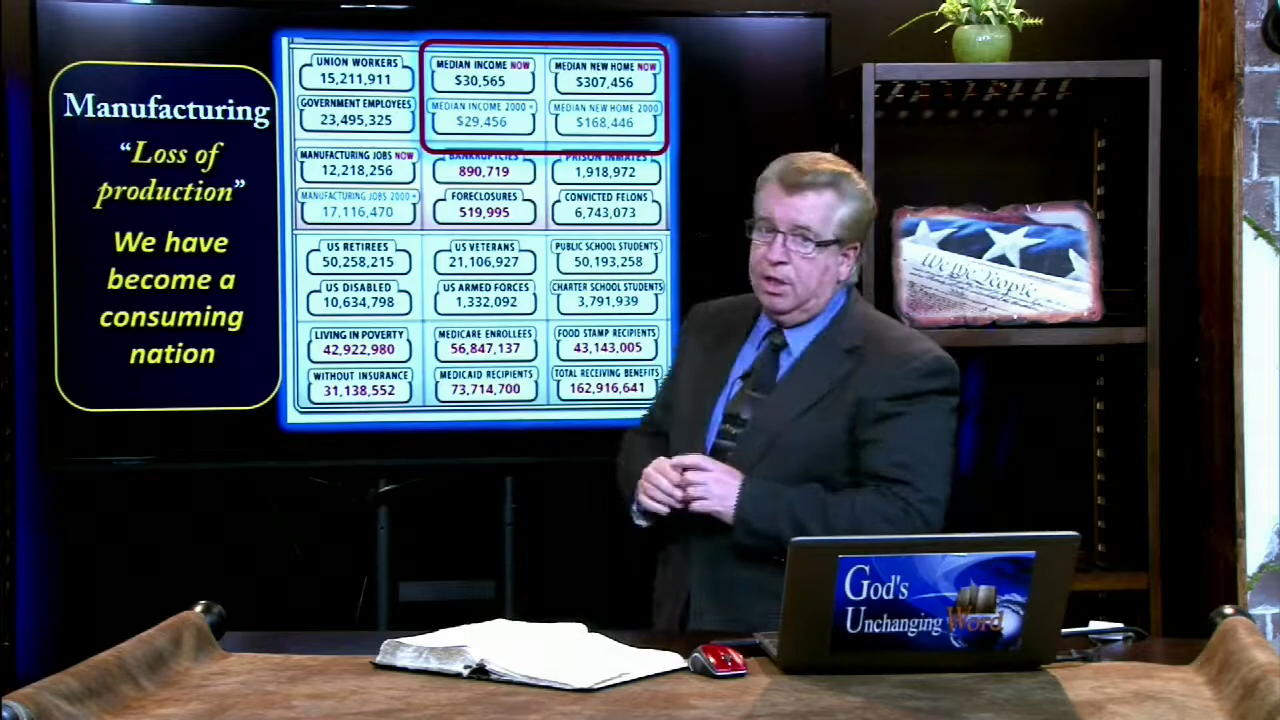 Manufacturing
“Loss of
production”
We have
become a
consuming
nation
UNION WORKERS
15,211,911
MEDIAN INCOME NOW
$30,565
MEDIAN NEW HOME NOW
$307,456
GOVERNMENT EMPLOYEES
23,495,325
MEDIAN INCOME 2000
$29,456
MEDIAN NEW HOME 2000
$168,446
MANUFACTURING JOBS NOW
12,218,256
BANKRUPTCIES
890,719
PRISON INMATES
1,918,972
MANUFACTURING JOBS 2000
17,116,470
FORECLOSURES
519,995
CONVICTED FELONS
6,743,073
US RETIREES
50,258,215
US VETERANS
21,106,927
PUBLIC SCHOOL STUDENTS
50,193,258
US DISABLED
10,634,798
US ARMED FORCES
1,332,092
CHARTER SCHOOL STUDENTS
3,791,939
LIVING IN POVERTY
42,922,980
MEDICARE ENROLLEES
56,847,137
FOOD STAMP RECIPIENTS
43,143,005
WITHOUT INSURANCE
31,138,552
MEDICAID RECIPIENTS
73,714,700
TOTAL RECEIVING BENEFITS
162,916,641
We the People
God's
Unchanging Word